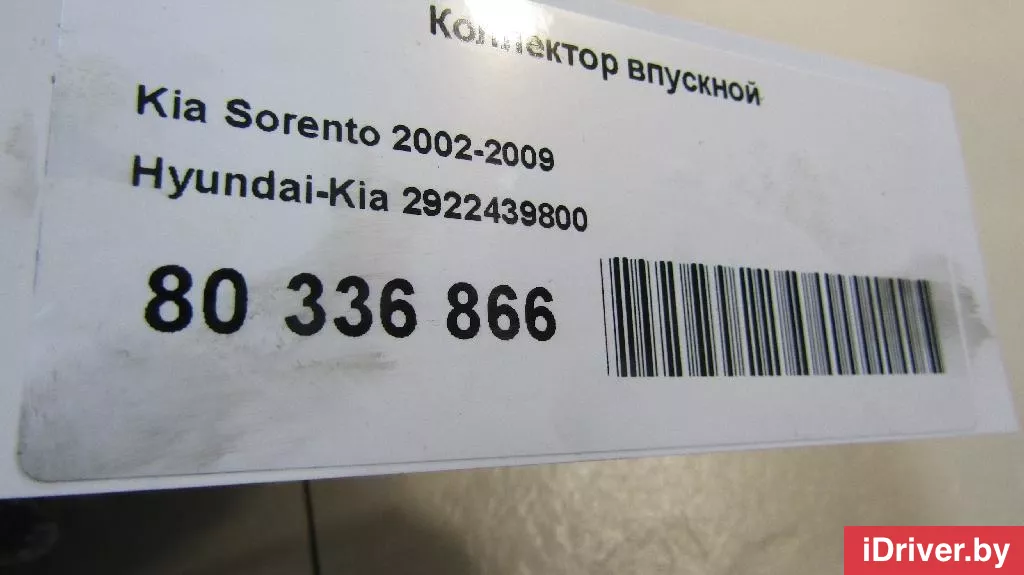 Коллектор впускной
Kia Sorento 2002-2009
Hyundai-Kia 2922439800
80 336 866
iDriver.by